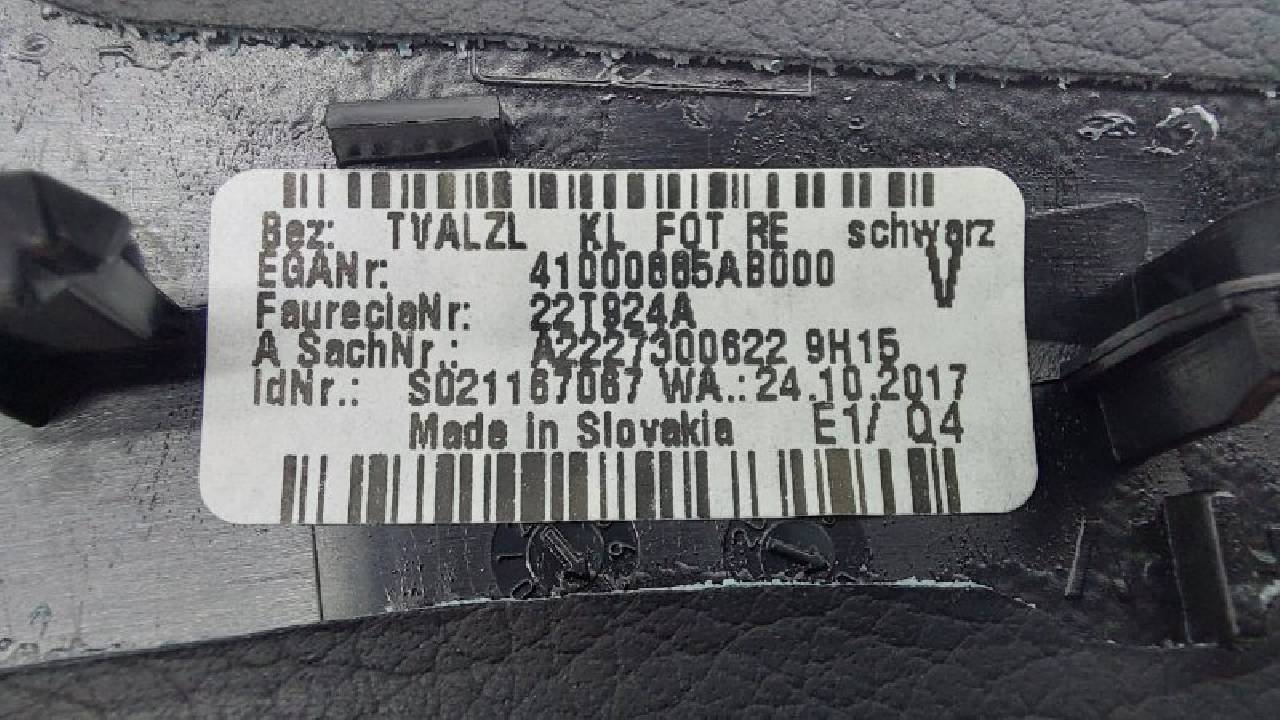 Bez: TVALZL KL FOT RE schwarz
EGANr: 41000865AB000 V
FaureciaNr: 22T924A
A SachNr.: A2227300622 9H15
IdNr.: S021167067 WA.: 24.10.2017
Made in Slovakia E1/ Q4